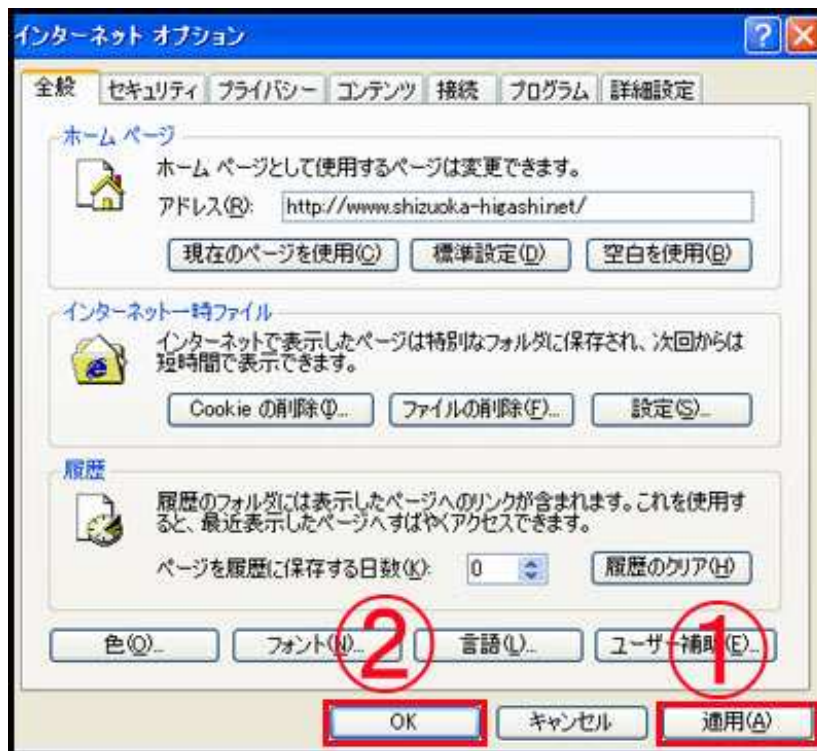 インターネット オプション
全般 セキュリティ プライバシー コンテンツ 接続 プログラム 詳細設定
ホーム ページ
ホーム ページとして使用するページは変更できます。
アドレス(R): http://www.shizuoka-higashi.net/
現在のページを使用(C) 標準設定(D) 空白を使用(B)
インターネット一時ファイル
インターネットで表示したページは特別なフォルダに保存され、次回からは
短時間で表示できます。
Cookie の削除(I)... ファイルの削除(F)... 設定(S)...
履歴
履歴のフォルダには表示したページへのリンクが含まれます。これを使用す
ると、最近表示したページへすばやくアクセスできます。
ページを履歴に保存する日数(K): 0 履歴のクリア(H)
色(O)... フォント(N)... 言語(L)... ユーザー補助(E)...
② ①
OK キャンセル 適用(A)